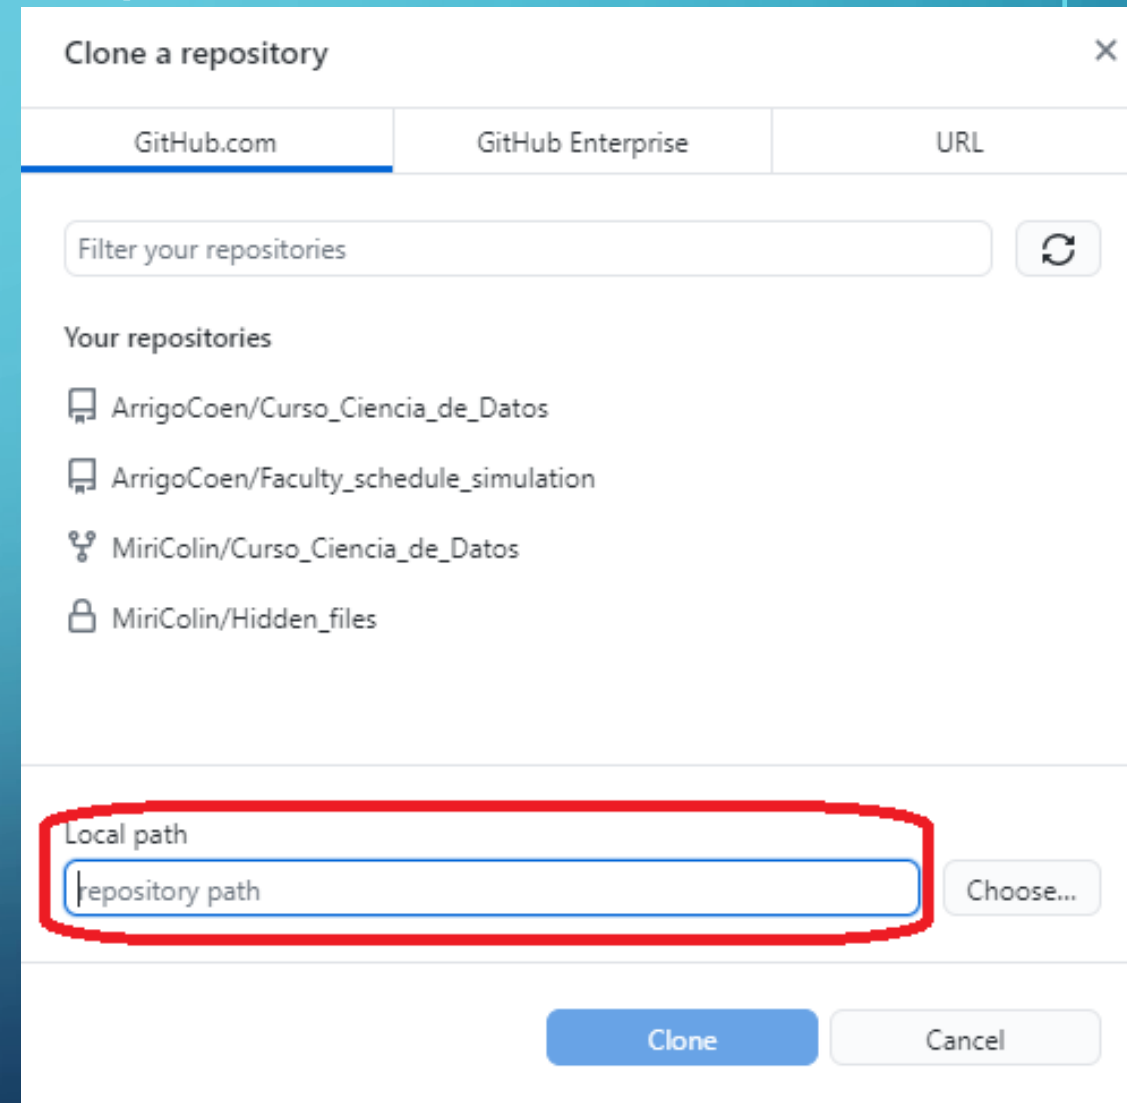 Clone a repository
GitHub.com
GitHub Enterprise
URL
Filter your repositories
Your repositories
ArrigoCoen/Curso_Ciencia_de_Datos
ArrigoCoen/Faculty_schedule_simulation
MiriColin/Curso_Ciencia_de_Datos
MiriColin/Hidden_files
Local path
repository path
Choose...
Clone
Cancel